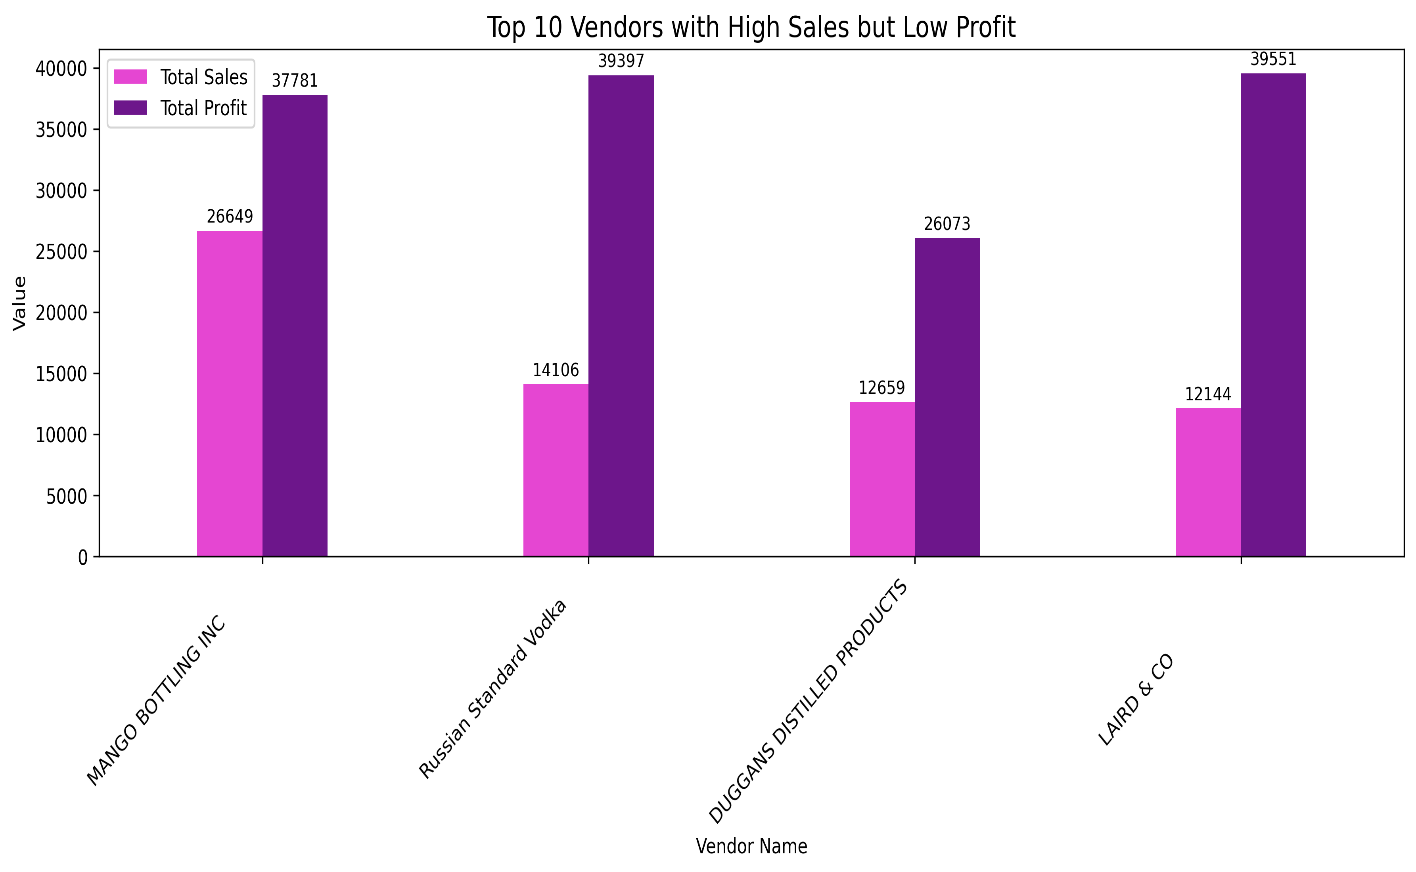 Top 10 Vendors with High Sales but Low Profit
Total Sales
Total Profit
37781
39397
39551
26649
26073
14106
12659
12144
40000
35000
30000
25000
20000
15000
10000
5000
0
Value
MANGO BOTTLING INC
Russian Standard Vodka
DUGGANS DISTILLED PRODUCTS
LAIRD & CO
Vendor Name